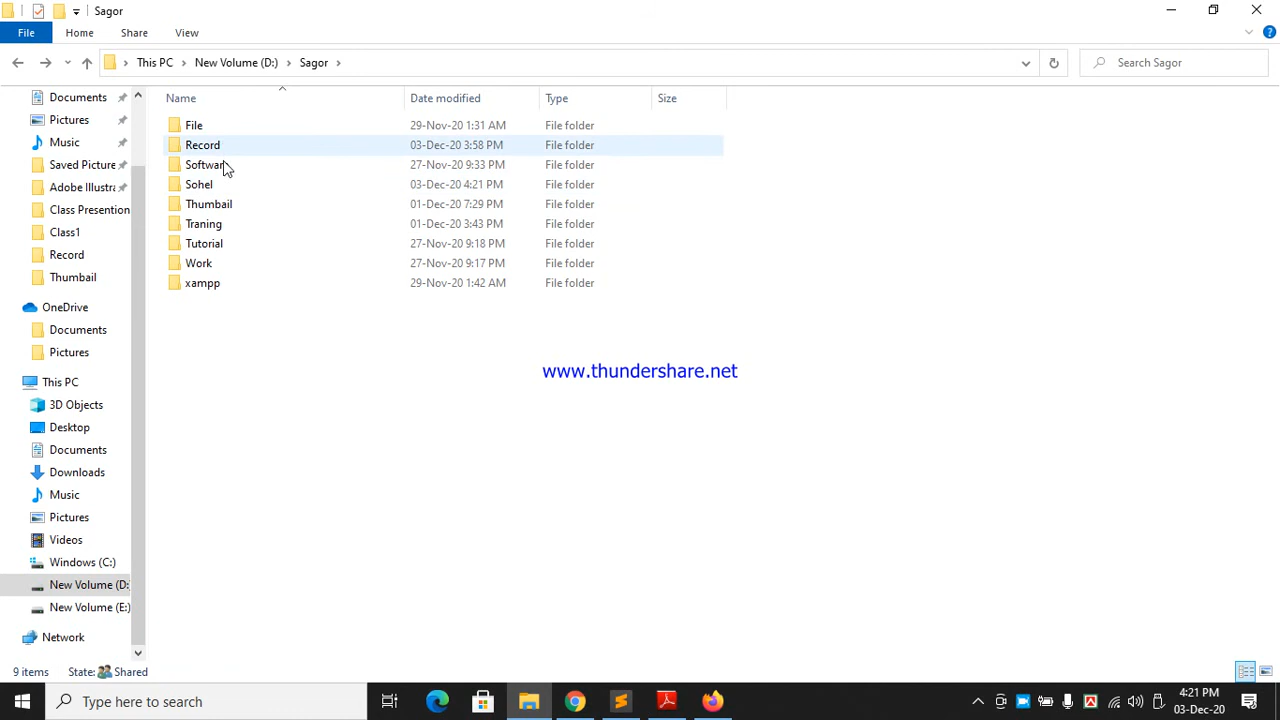 Sagor
File Home Share View
This PC New Volume (D:) Sagor Search Sagor
Name Date modified Type Size
File 29-Nov-20 1:31 AM File folder
Record 03-Dec-20 3:58 PM File folder
Softwar 27-Nov-20 9:33 PM File folder
Sohel 03-Dec-20 4:21 PM File folder
Thumbail 01-Dec-20 7:29 PM File folder
Traning 01-Dec-20 3:43 PM File folder
Tutorial 27-Nov-20 9:18 PM File folder
Work 27-Nov-20 9:17 PM File folder
xampp 29-Nov-20 1:42 AM File folder
Documents
Pictures
Music
Saved Picture
Adobe Illustra
Class Presention
Class1
Record
Thumbail
OneDrive
Documents
Pictures
This PC
3D Objects
Desktop
Documents
Downloads
Music
Pictures
Videos
Windows (C:)
New Volume (D:
New Volume (E:)
Network
www.thundershare.net
9 items State: Shared
Type here to search
4:21 PM
03-Dec-20